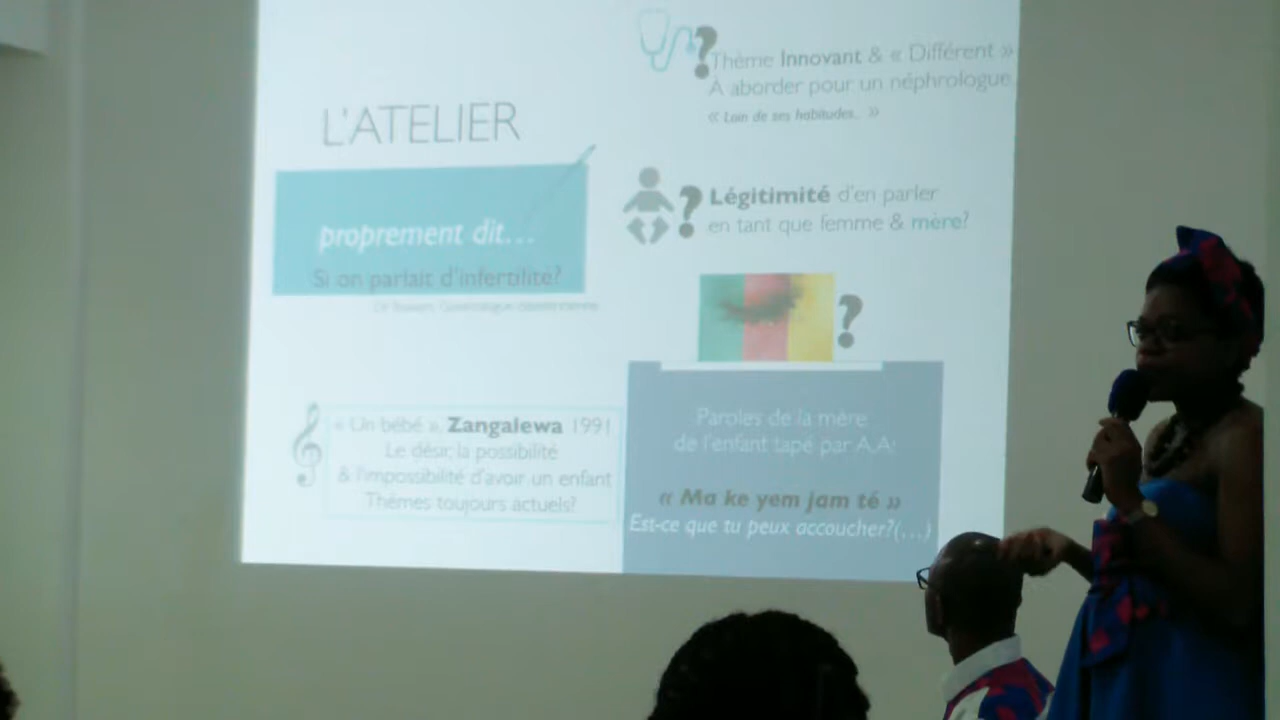 L'ATELIER
proprement dit...
Si on parlait d'infertilité?
« Un bébé », Zangalewa 1991
Le désir, la possibilité
& l'impossibilité d'avoir un enfant
Thèmes toujours actuels?
?
Thème Innovant & « Différent »
À aborder pour un néphrologue
« Loin de ses habitudes... »
?
Légitimité d'en parler
en tant que femme & mère?
?
Paroles de la mère
de l'enfant tapé par A.A:
« Ma ke yem jam té »
Est-ce que tu peux accoucher?(...)